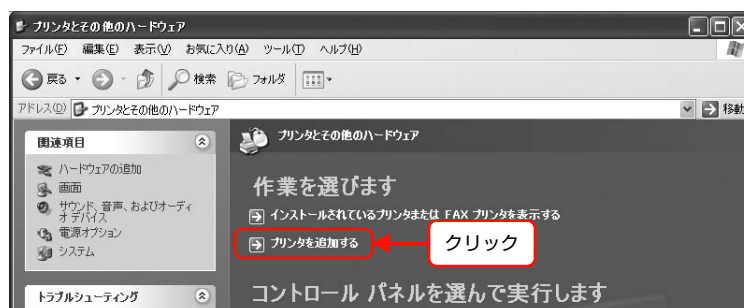 プリンタとその他のハードウェア
ファイル(F) 編集(E) 表示(V) お気に入り(A) ツール(T) ヘルプ(H)
戻る 検索 フォルダ
アドレス(D) プリンタとその他のハードウェア 移動
関連項目
ハードウェアの追加
画面
サウンド、音声、およびオーディ
オ デバイス
電源オプション
システム
トラブルシューティング
プリンタとその他のハードウェア
作業を選びます
インストールされているプリンタまたは FAX プリンタを表示する
プリンタを追加する クリック
コントロール パネルを選んで実行します